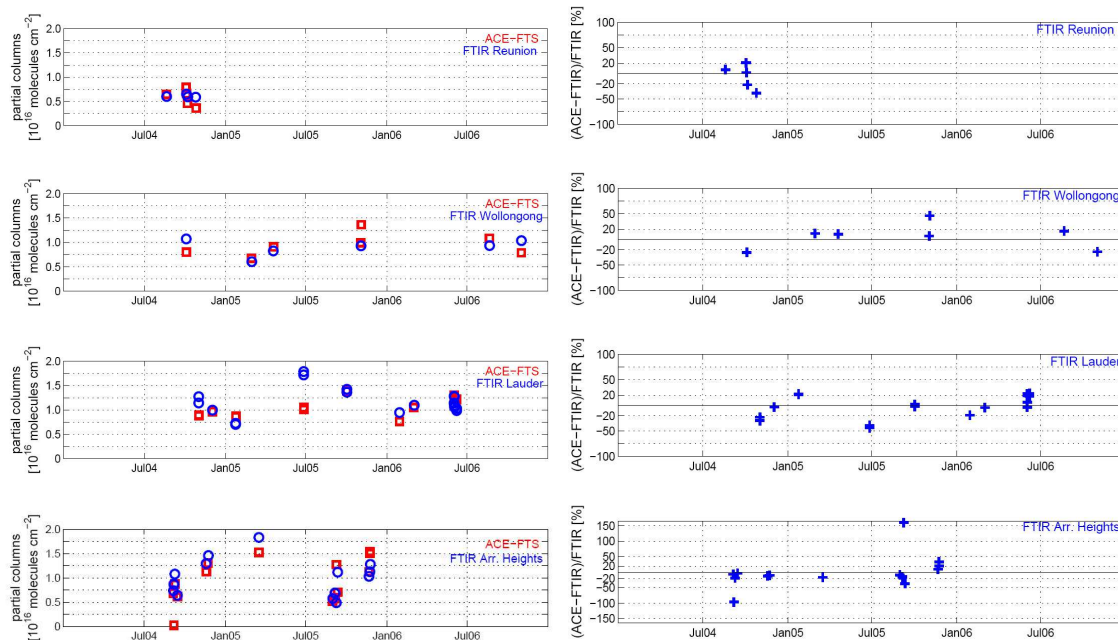 partial columns
[10^16 molecules cm^-2]
2.0
1.5
1.0
0.5
0
ACE-FTS
FTIR Reunion
Jul04
Jan05
Jul05
Jan06
Jul06
(ACE-FTIR)/FTIR [%]
100
50
20
-20
-50
-100
FTIR Reunion
Jul04
Jan05
Jul05
Jan06
Jul06
partial columns
[10^16 molecules cm^-2]
2.0
1.5
1.0
0.5
0
ACE-FTS
FTIR Wollongong
Jul04
Jan05
Jul05
Jan06
Jul06
(ACE-FTIR)/FTIR [%]
100
50
20
-20
-50
-100
FTIR Wollongong
Jul04
Jan05
Jul05
Jan06
Jul06
partial columns
[10^16 molecules cm^-2]
2.0
1.5
1.0
0.5
0
ACE-FTS
FTIR Lauder
Jul04
Jan05
Jul05
Jan06
Jul06
(ACE-FTIR)/FTIR [%]
100
50
20
-20
-50
-100
FTIR Lauder
Jul04
Jan05
Jul05
Jan06
Jul06
partial columns
[10^16 molecules cm^-2]
2.0
1.5
1.0
0.5
0
ACE-FTS
FTIR Arr. Heights
Jul04
Jan05
Jul05
Jan06
Jul06
(ACE-FTIR)/FTIR [%]
150
100
50
20
-20
-50
-100
-150
FTIR Arr. Heights
Jul04
Jan05
Jul05
Jan06
Jul06